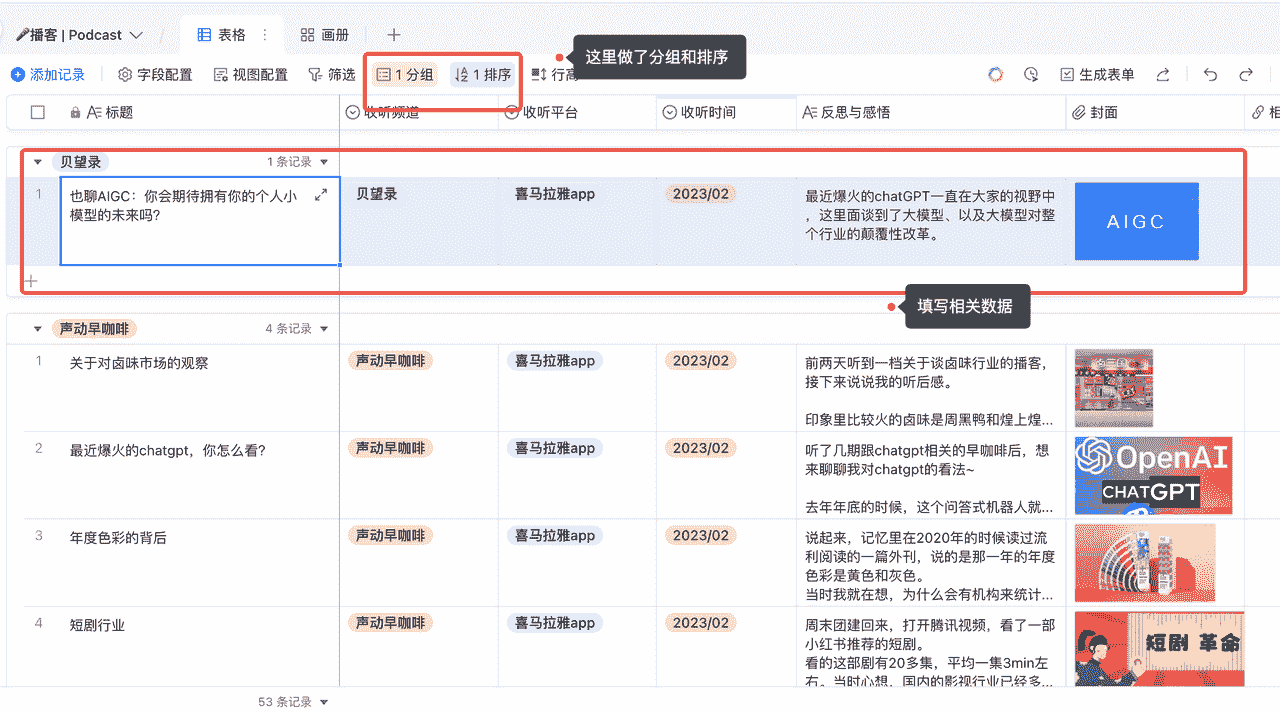 播客 | Podcast
表格
画册
这里做了分组和排序
添加记录
字段配置
视图配置
筛选
1 分组
1 排序
行高
生成表单
标题
收听频道
收听平台
收听时间
反思与感悟
封面
相
贝望录
1 条记录
1
也聊AIGC：你会期待拥有你的个人小
模型的未来吗?
贝望录
喜马拉雅app
2023/02
最近爆火的chatGPT一直在大家的视野中
，这里面谈到了大模型、以及大模型对整
个行业的颠覆性改革。
AIGC
填写相关数据
声动早咖啡
4 条记录
1
关于对卤味市场的观察
声动早咖啡
喜马拉雅app
2023/02
前两天听到一档关于谈卤味行业的播客，
接下来说说我的听后感。
印象里比较火的卤味是周黑鸭和煌上煌...
2
最近爆火的chatgpt，你怎么看?
声动早咖啡
喜马拉雅app
2023/02
听了几期跟chatgpt相关的早咖啡后，想
来聊聊我对chatgpt的看法~
去年年底的时候，这个问答式机器人就...
OpenAI
CHATGPT
3
年度色彩的背后
声动早咖啡
喜马拉雅app
2023/02
说起来，记忆里在2020年的时候读过流
利阅读的一篇外刊，说的是那一年的年度
色彩是黄色和灰色。
当时我就在想，为什么会有机构来统计...
4
短剧行业
声动早咖啡
喜马拉雅app
2023/02
周末团建回来，打开腾讯视频，看了一部
小红书推荐的短剧。
看的这部剧有20多集，平均一集3min左
右。当时心想，国内的影视行业已经多...
短剧 革命
53 条记录